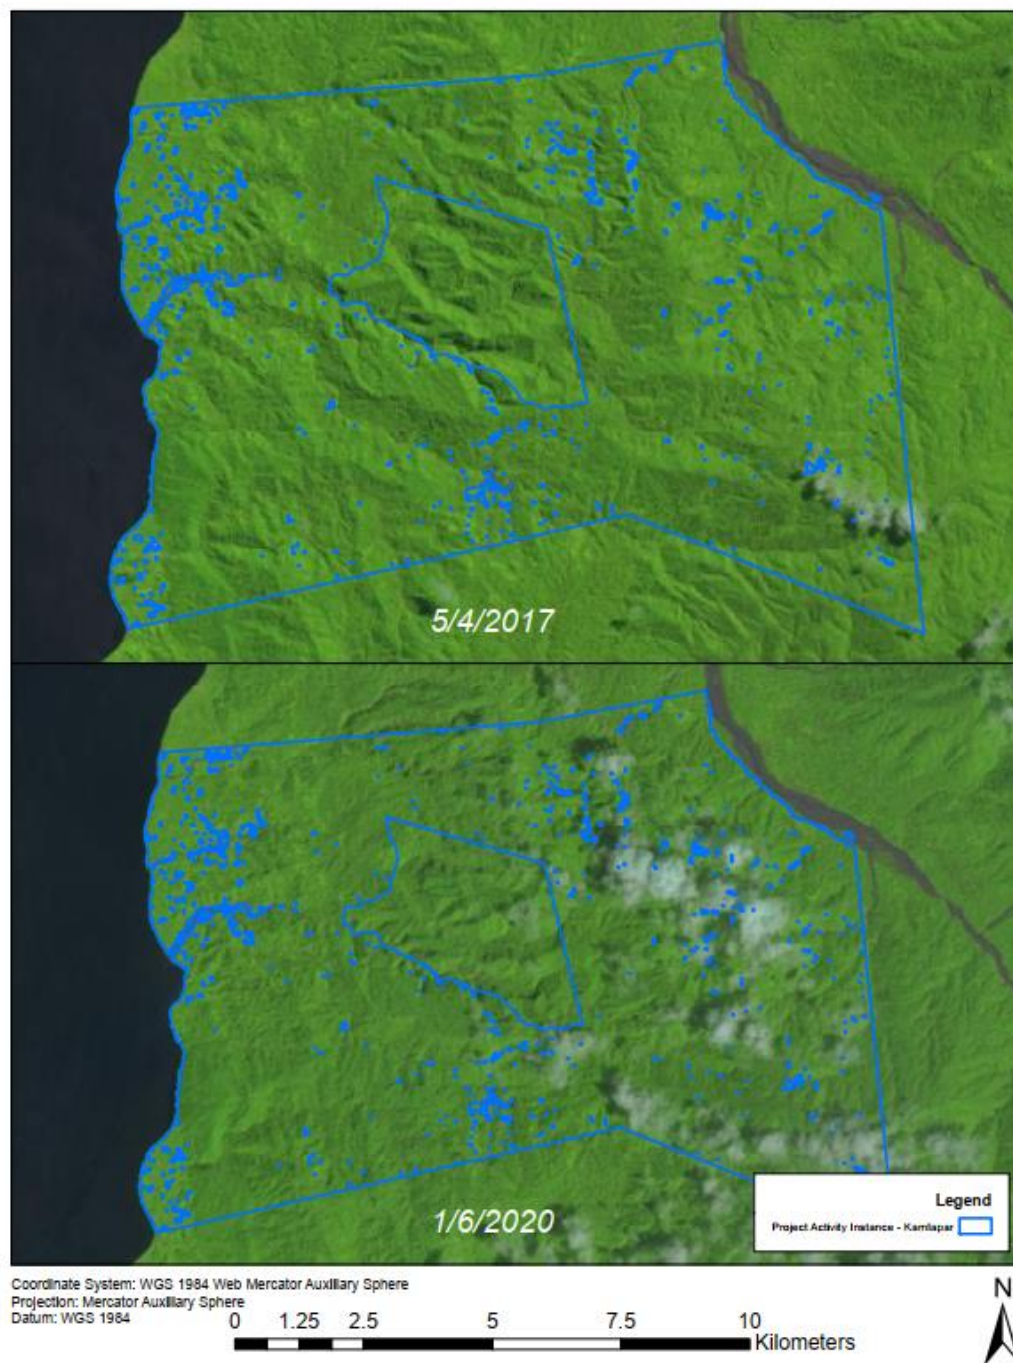 5/4/2017
1/6/2020
Legend
Project Activity Instance - Kamlapar
Coordinate System: WGS 1984 Web Mercator Auxiliary Sphere
Projection: Mercator Auxiliary Sphere
Datum: WGS 1984
0 1.25 2.5 5 7.5 10
Kilometers
N